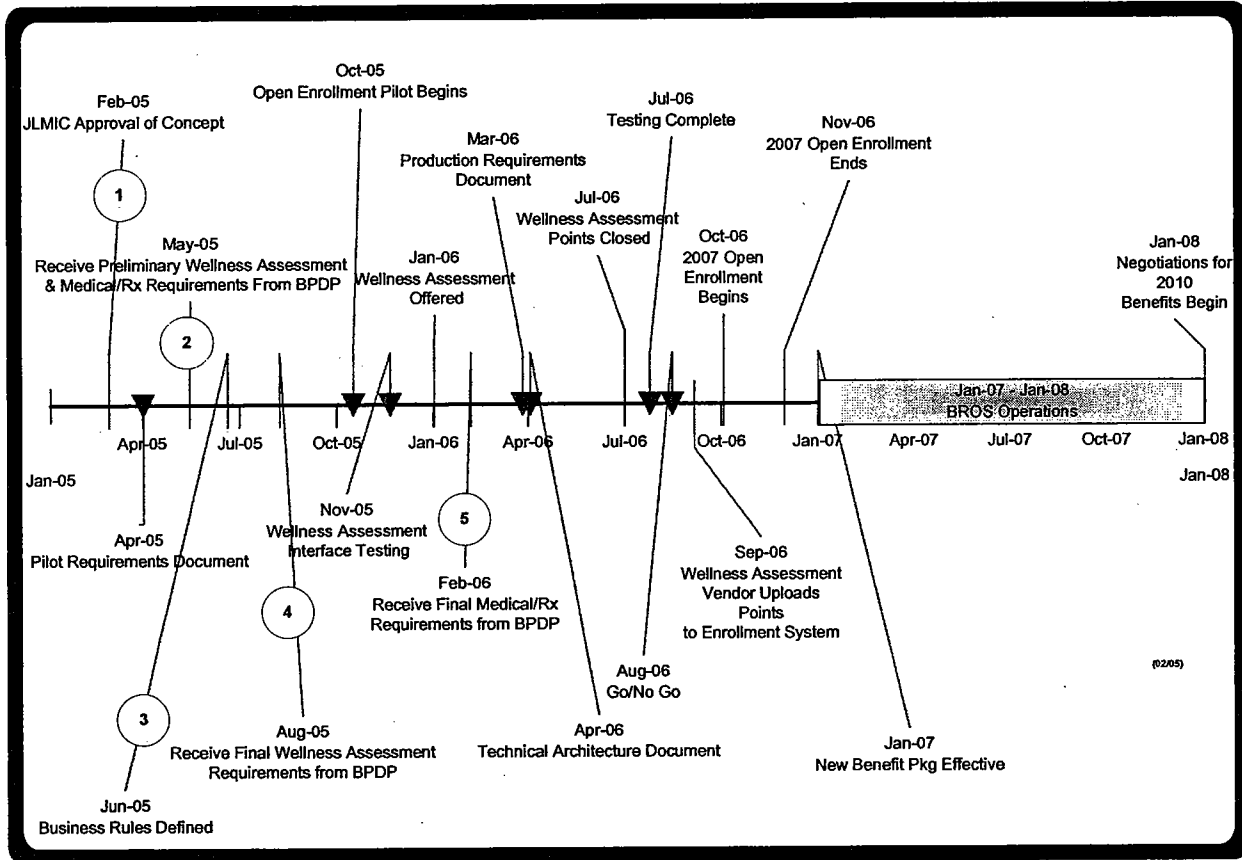 Oct-05
Open Enrollment Pilot Begins
Feb-05
JLMIC Approval of Concept
1
Jul-06
Testing Complete
Mar-06
Production Requirements
Document
Nov-06
2007 Open Enrollment
Ends
Jul-06
Wellness Assessment
Points Closed
May-05
Receive Preliminary Wellness Assessment
& Medical/Rx Requirements From BPDP
2
Jan-06
Wellness Assessment
Offered
Oct-06
2007 Open
Enrollment
Begins
Jan-08
Negotiations for
2010
Benefits Begin
Jan-07 - Jan-08
BROS Operations
Apr-05
Jul-05
Oct-05
Jan-06
Apr-06
Jul-06
Oct-06
Jan-07
Apr-07
Jul-07
Oct-07
Jan-08
Jan-05
Jan-08
Apr-05
Pilot Requirements Document
Nov-05
Wellness Assessment
Interface Testing
5
Feb-06
Receive Final Medical/Rx
Requirements from BPDP
Sep-06
Wellness Assessment
Vendor Uploads
Points
to Enrollment System
4
Aug-06
Go/No Go
(02/05)
3
Aug-05
Receive Final Wellness Assessment
Requirements from BPDP
Apr-06
Technical Architecture Document
Jan-07
New Benefit Pkg Effective
Jun-05
Business Rules Defined